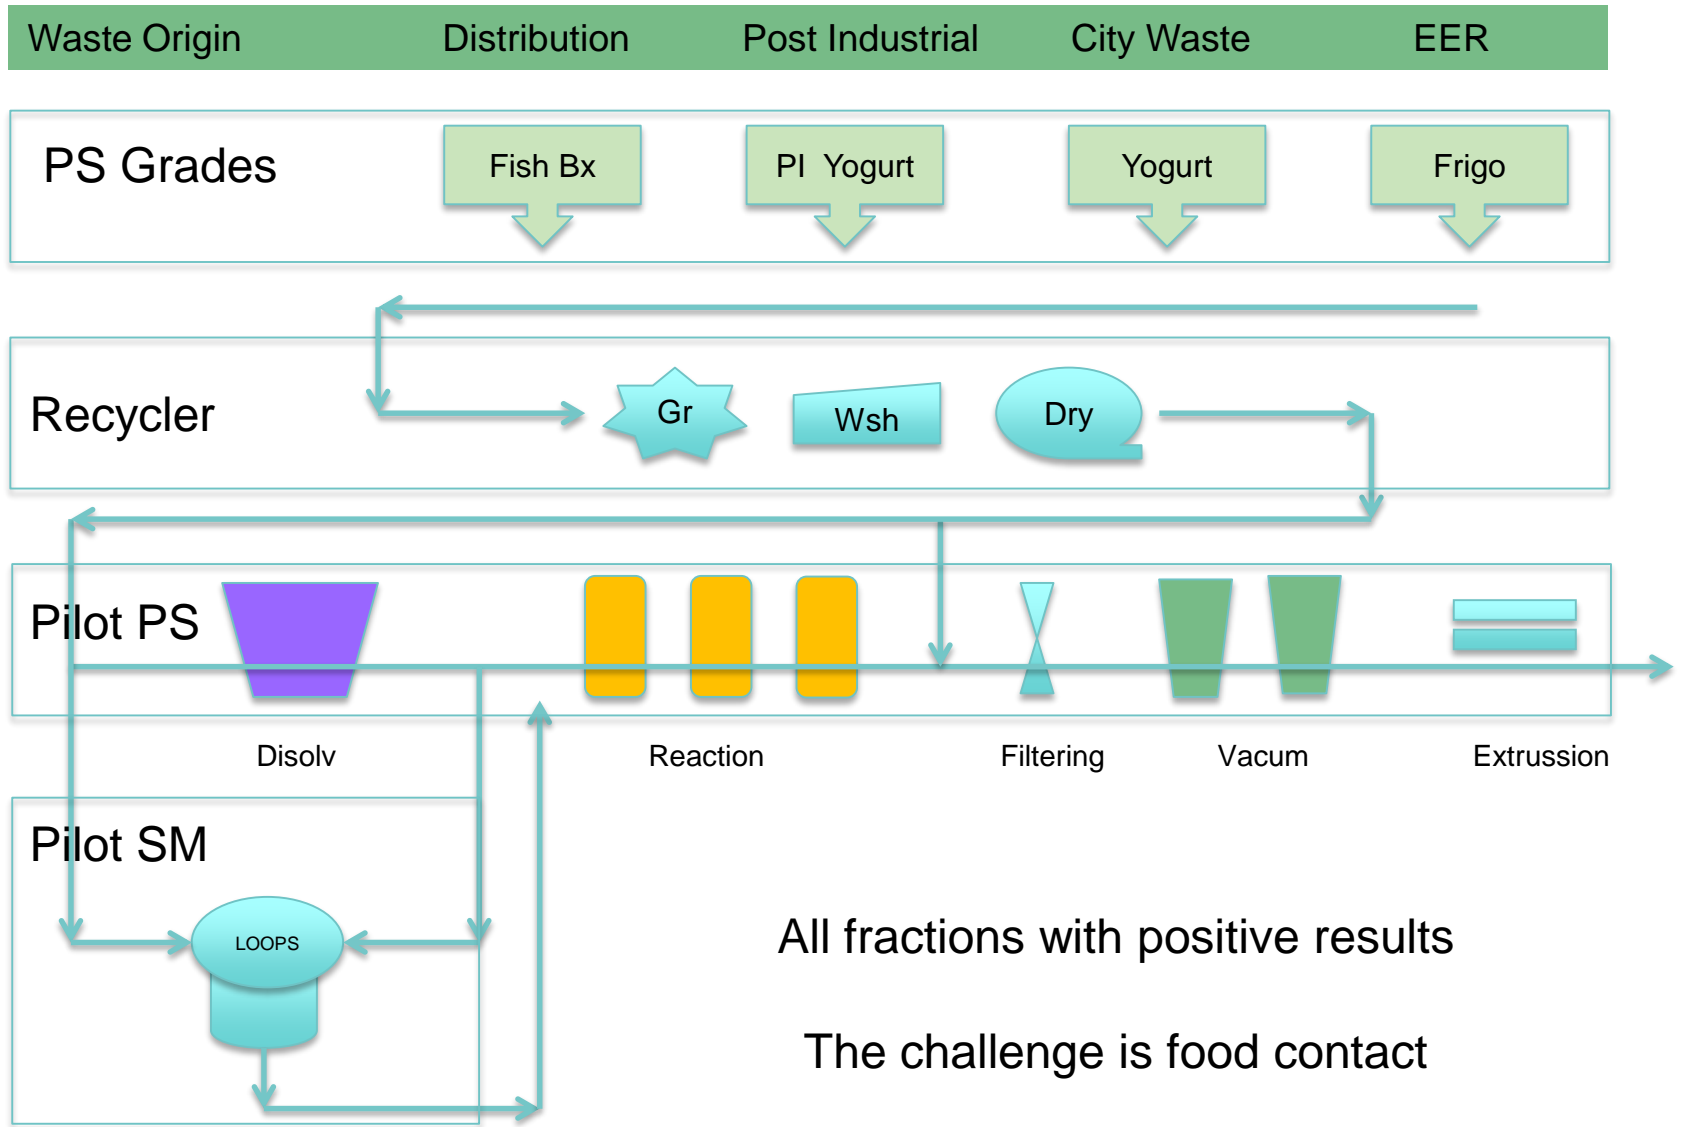 Waste Origin Distribution Post Industrial City Waste EER
PS Grades
Fish Bx
PI Yogurt
Yogurt
Frigo
Recycler
Gr
Wsh
Dry
Pilot PS
Disolv
Reaction
Filtering
Vacum
Extrussion
Pilot SM
LOOPS
All fractions with positive results
The challenge is food contact